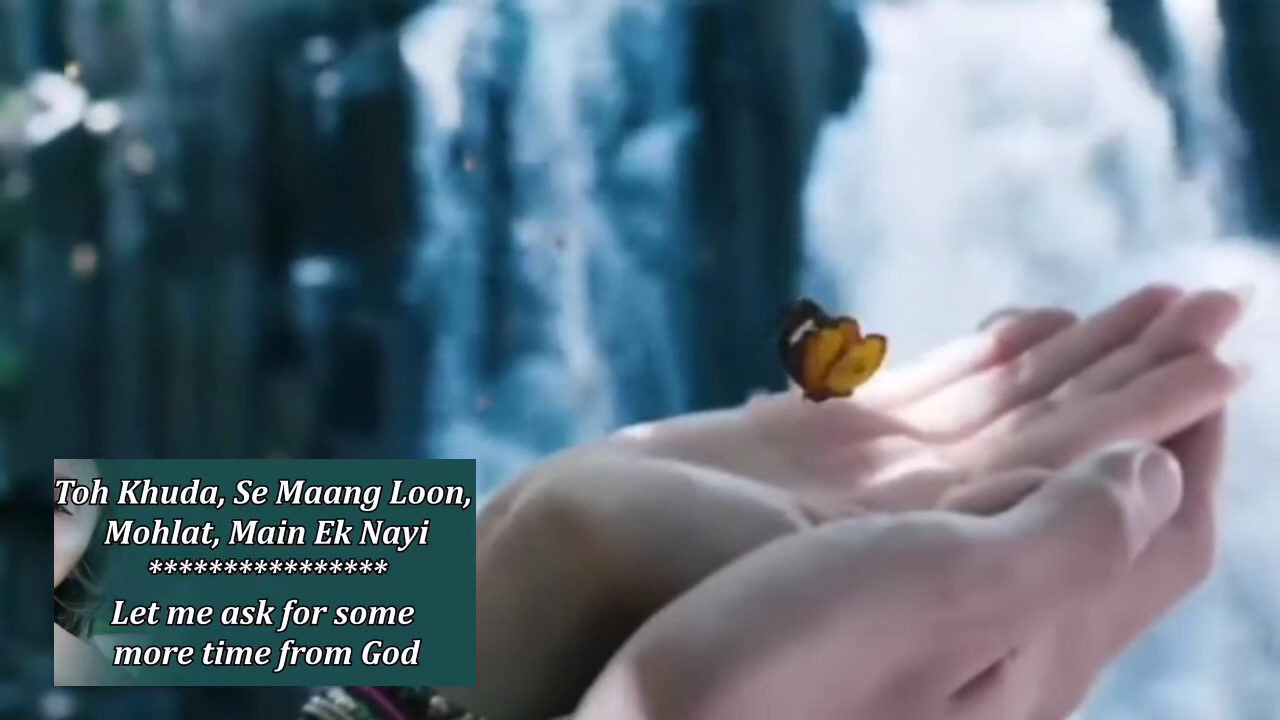 Toh Khuda, Se Maang Loon,
Mohlat, Main Ek Nayi
****************
Let me ask for some
more time from God